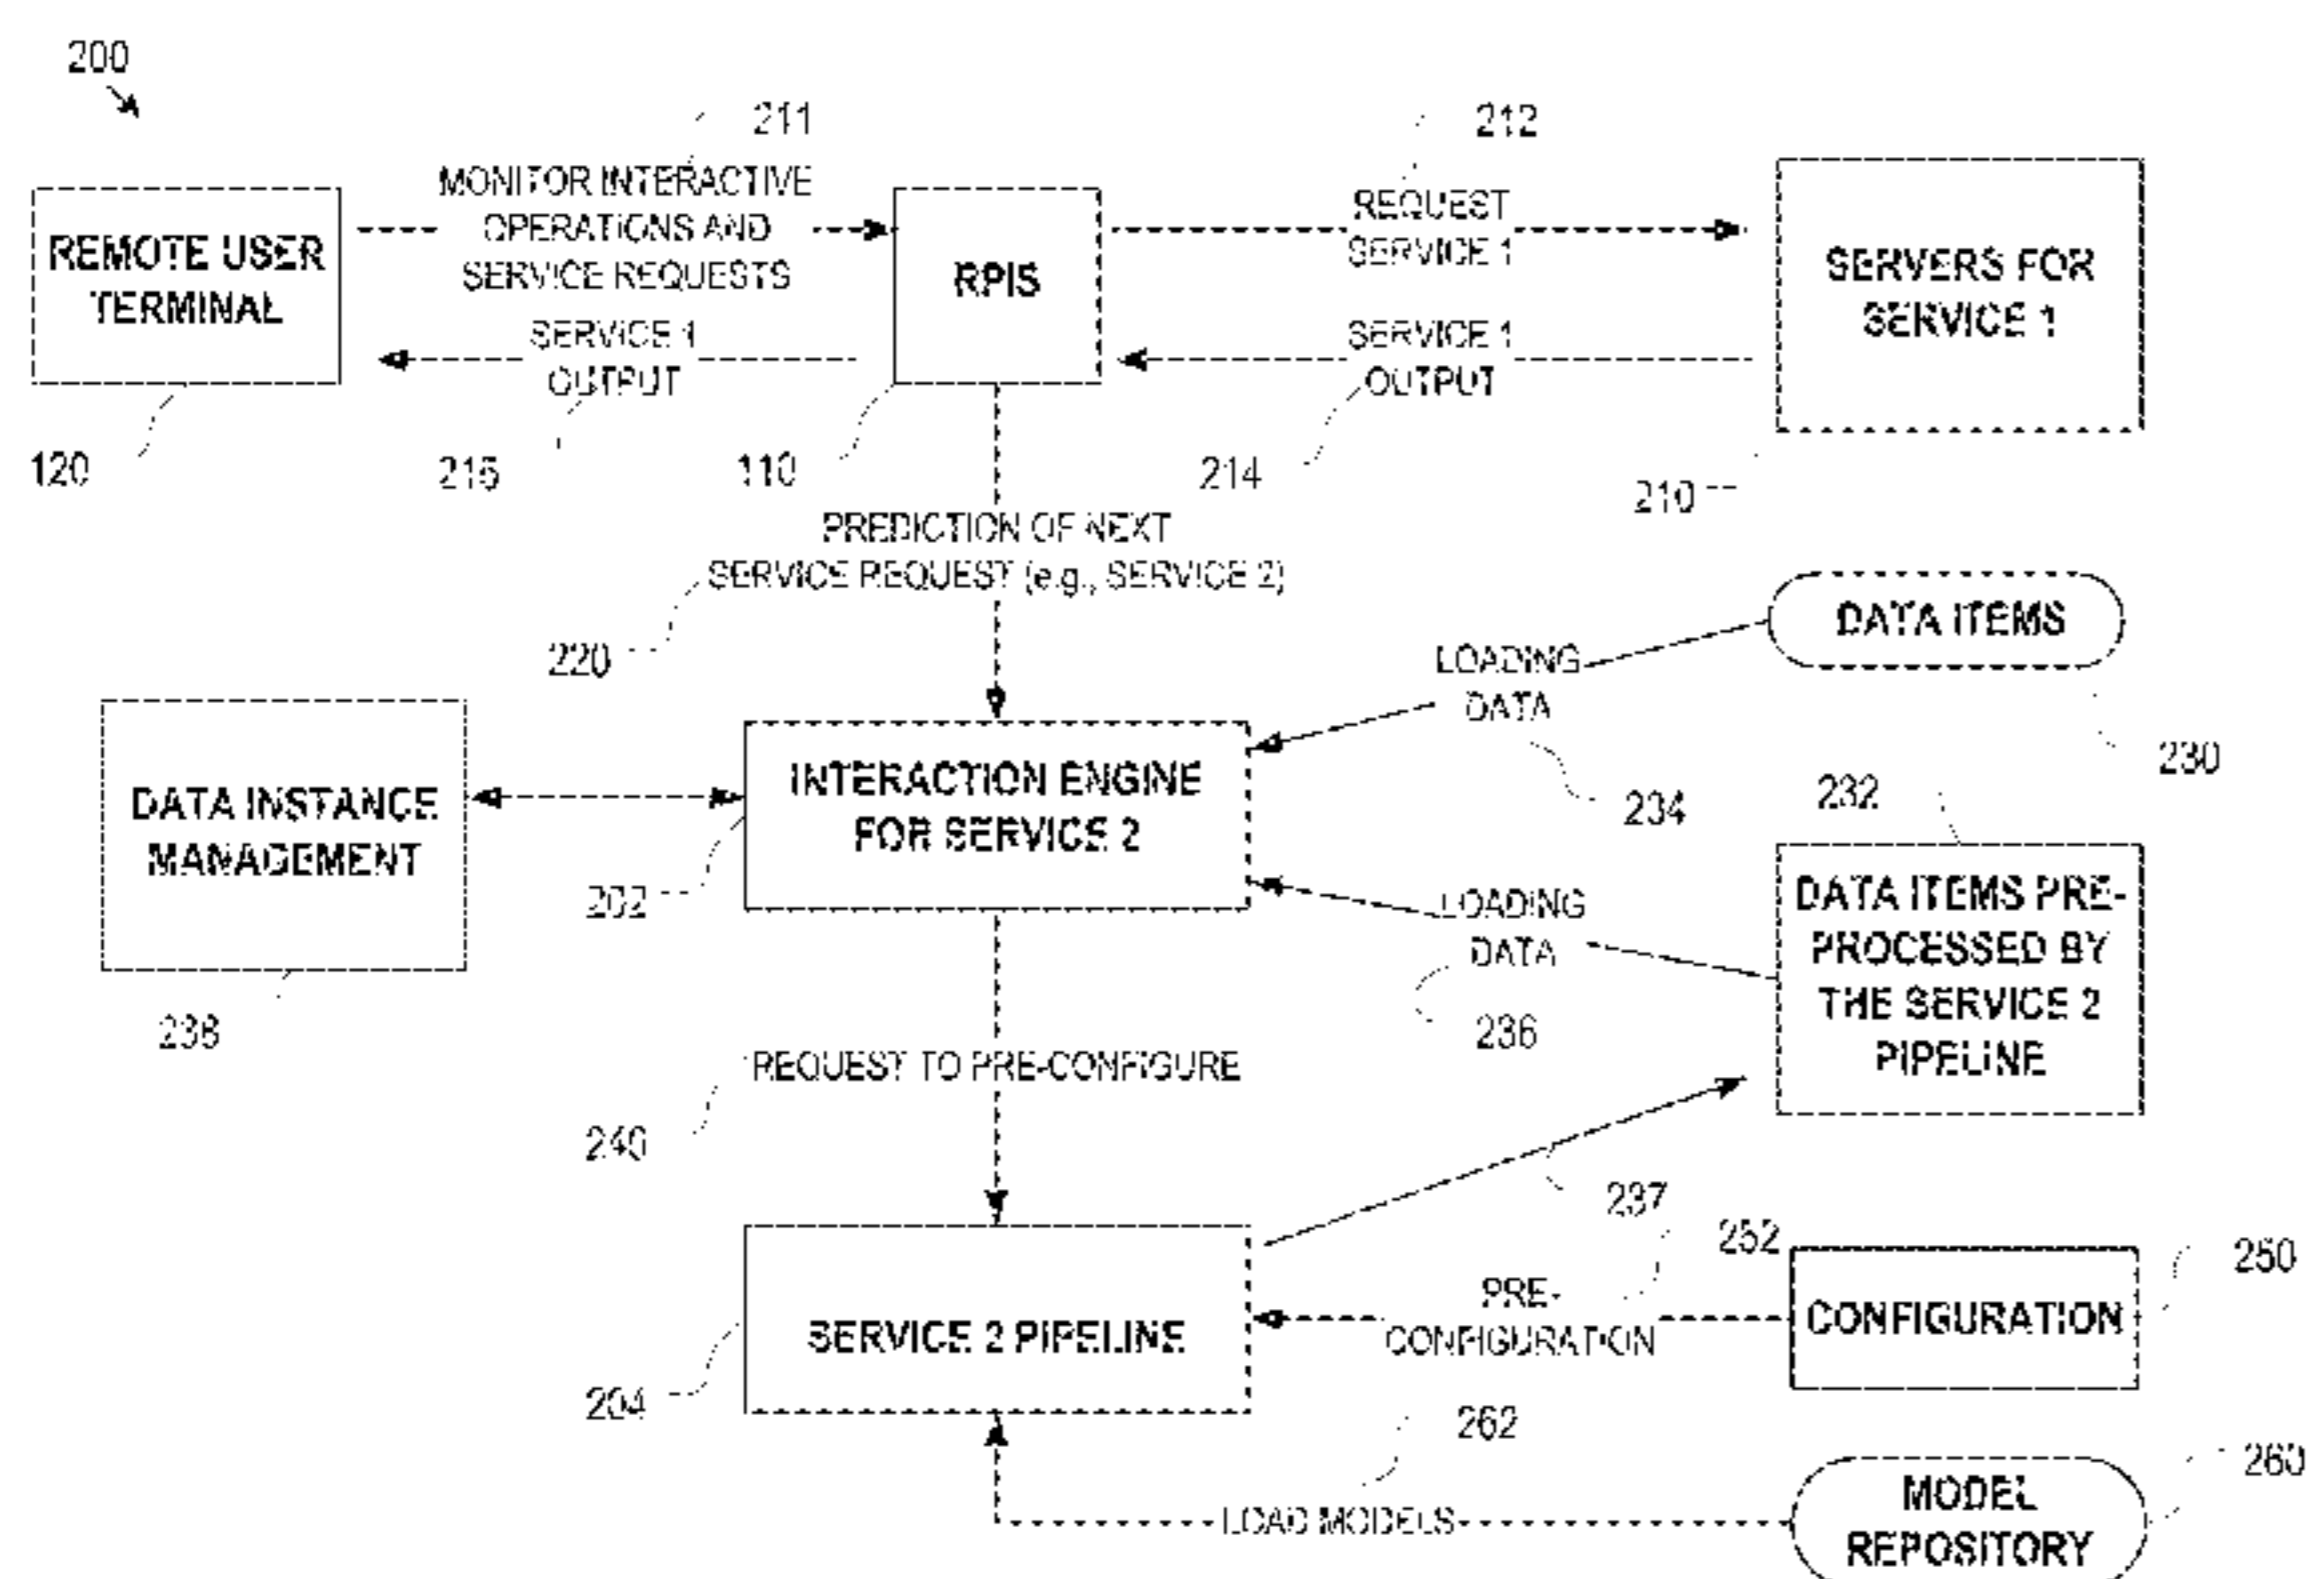 200
211
212
MONITOR INTERACTIVE
OPERATIONS AND
SERVICE REQUESTS
REQUEST
SERVICE 1
REMOTE USER
TERMINAL
RPIS
SERVERS FOR
SERVICE 1
SERVICE 1
OUTPUT
SERVICE 1
OUTPUT
120
216
110
214
210
PREDICTION OF NEXT
SERVICE REQUEST (e.g., SERVICE 2)
220
DATA ITEMS
LOADING
DATA
230
234
232
DATA INSTANCE
MANAGEMENT
INTERACTION ENGINE
FOR SERVICE 2
202
238
LOADING
DATA
236
DATA ITEMS PRE-
PROCESSED BY
THE SERVICE 2
PIPELINE
REQUEST TO PRE-CONFIGURE
240
237
252
250
PRE-
CONFIGURATION
CONFIGURATION
SERVICE 2 PIPELINE
204
262
260
LOAD MODELS
MODEL
REPOSITORY